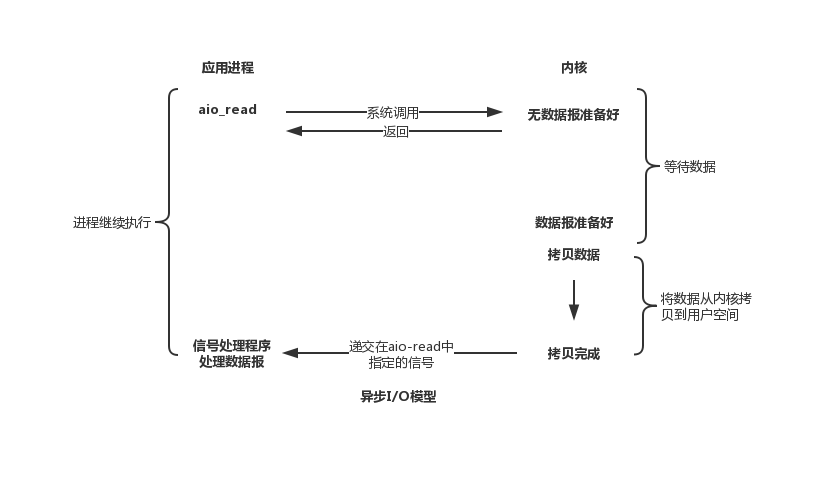 应用进程
内核
aio_read
系统调用
无数据报准备好
返回
等待数据
进程继续执行
数据报准备好
拷贝数据
将数据从内核拷
贝到用户空间
信号处理程序
处理数据报
递交在aio-read中
指定的信号
拷贝完成
异步I/O模型